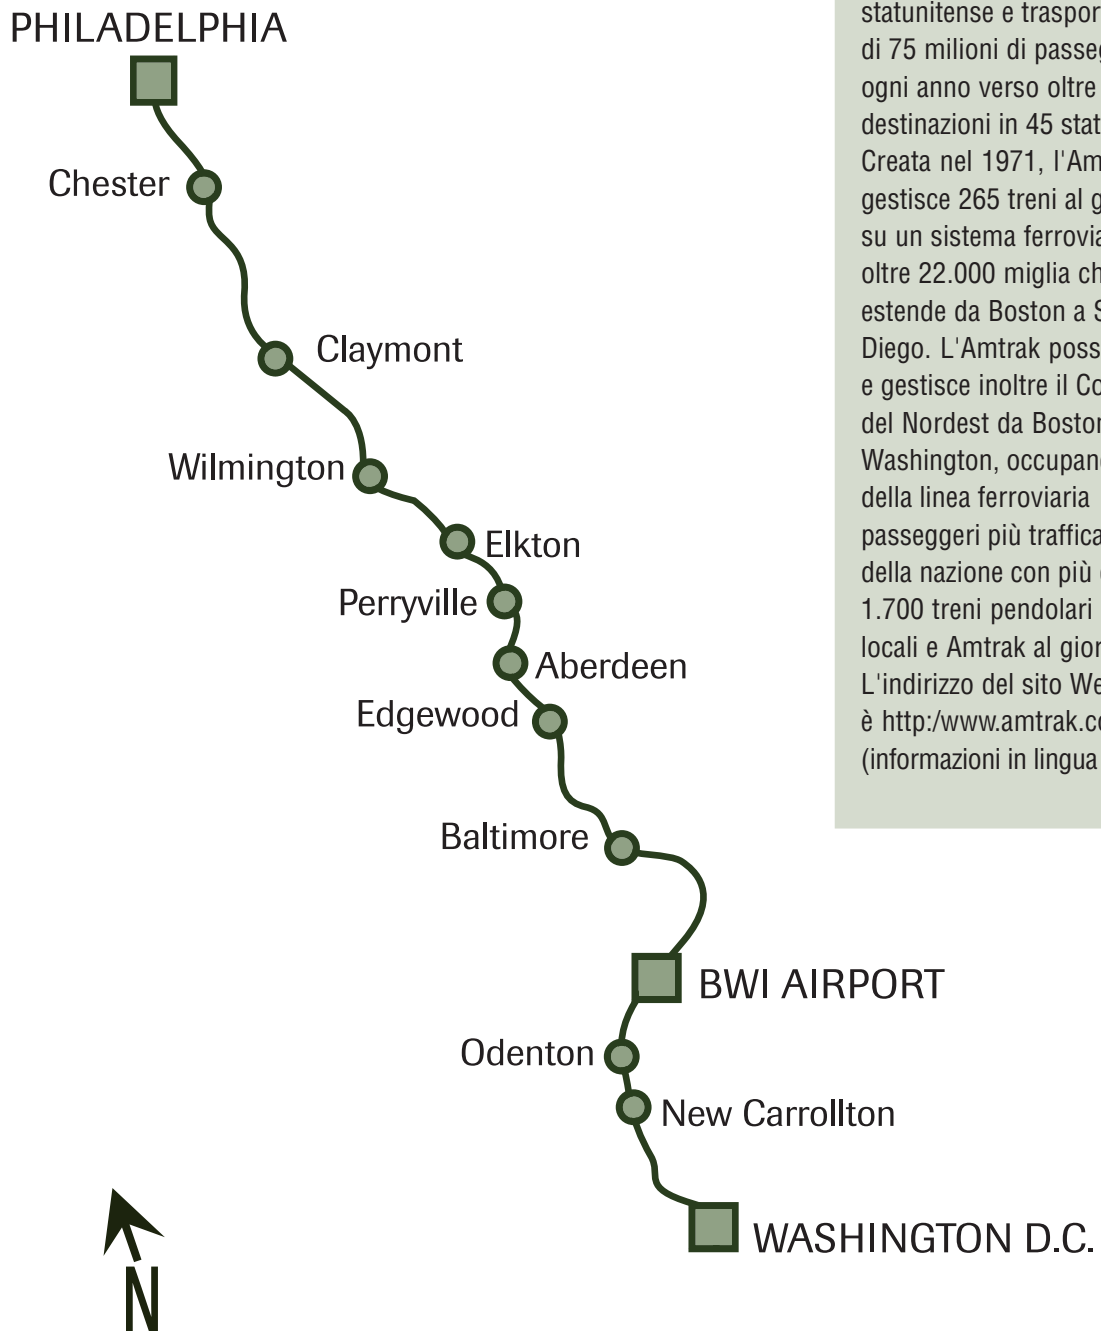 PHILADELPHIA
Chester
Claymont
Wilmington
Elkton
Perryville
Aberdeen
Edgewood
Baltimore
BWI AIRPORT
Odenton
New Carrollton
WASHINGTON D.C.
N
statunitense e traspor
di 75 milioni di passeg
ogni anno verso oltre
destinazioni in 45 stat
Creata nel 1971, l'Am
gestisce 265 treni al g
su un sistema ferrovia
oltre 22.000 miglia ch
estende da Boston a S
Diego. L'Amtrak poss
e gestisce inoltre il Co
del Nordest da Boston
Washington, occupand
della linea ferroviaria
passeggeri più traffica
della nazione con più
1.700 treni pendolari
locali e Amtrak al gior
L'indirizzo del sito We
è http:/www.amtrak.co
(informazioni in lingua